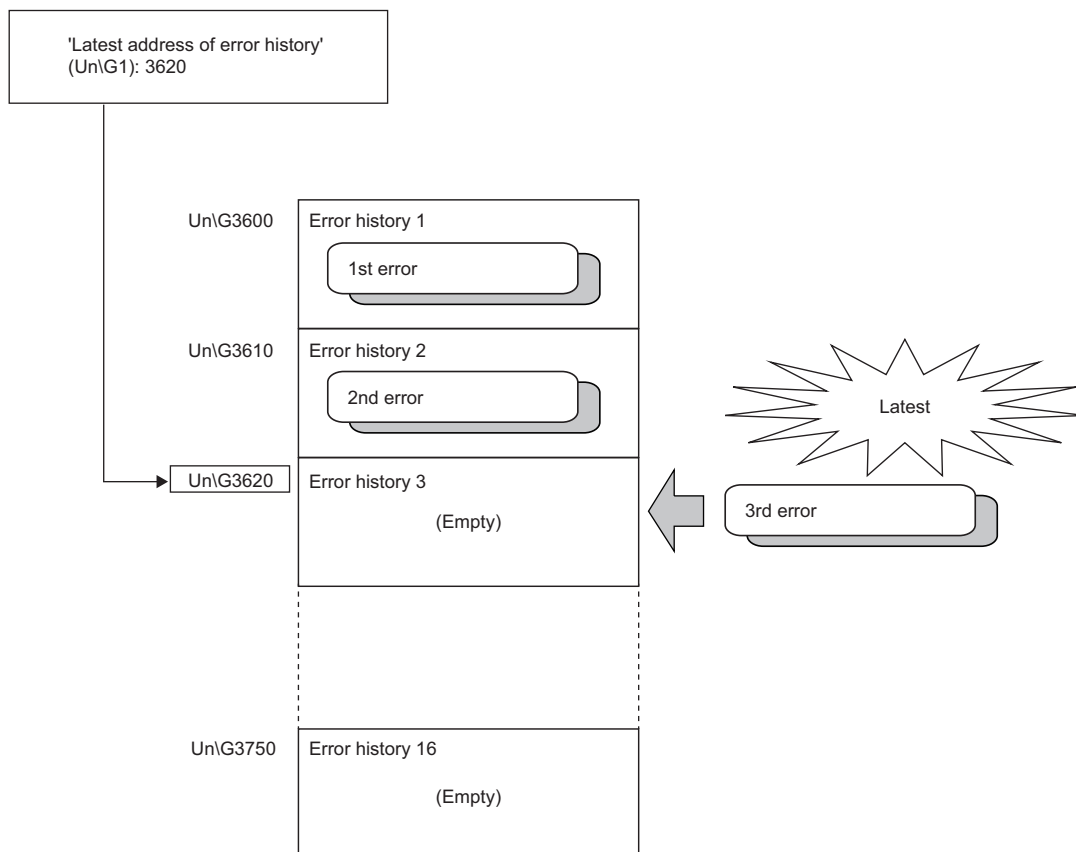 'Latest address of error history'
(Un\G1): 3620
Un\G3600
Error history 1
1st error
Un\G3610
Error history 2
2nd error
Latest
Un\G3620
Error history 3
(Empty)
3rd error
Un\G3750
Error history 16
(Empty)